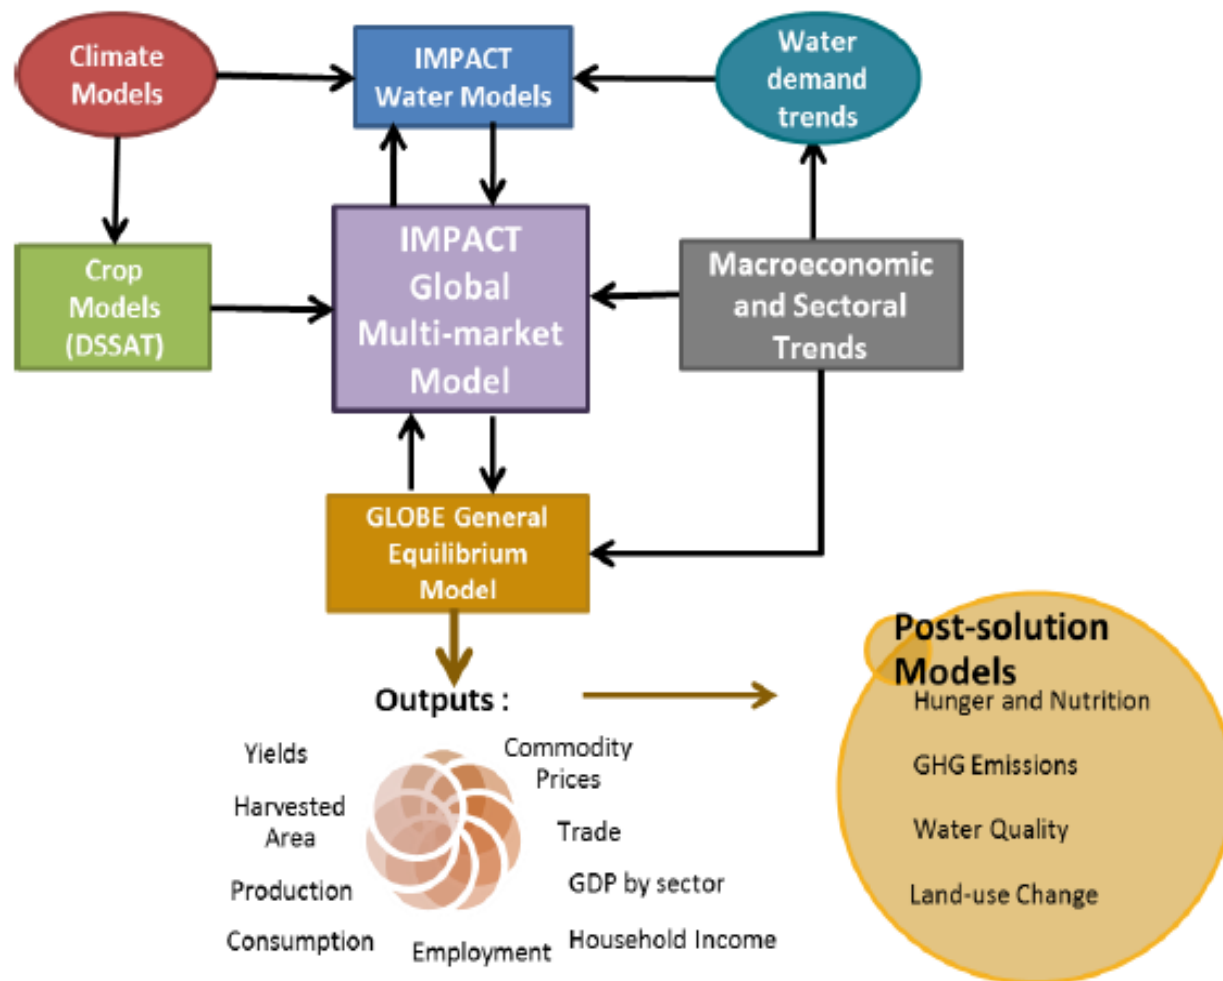 Climate
Models
IMPACT
Water Models
Water
demand
trends
Crop
Models
(DSSAT)
IMPACT
Global
Multi-market
Model
Macroeconomic
and Sectoral
Trends
GLOBE General
Equilibrium
Model
Outputs :
Yields
Commodity
Prices
Harvested
Area
Trade
Production
GDP by sector
Consumption
Employment
Household Income
Post-solution
Models
Hunger and Nutrition
GHG Emissions
Water Quality
Land-use Change